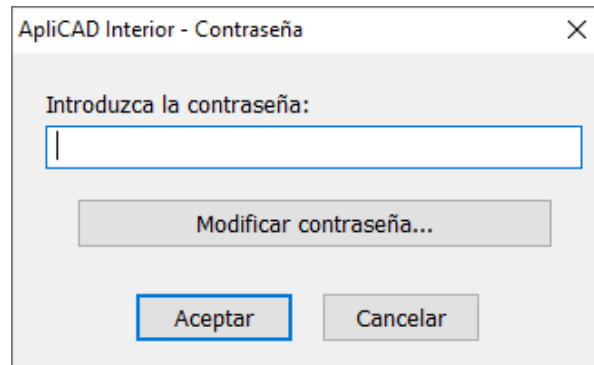 ApliCAD Interior - Contraseña
Introduzca la contraseña:
Modificar contraseña...
Aceptar
Cancelar